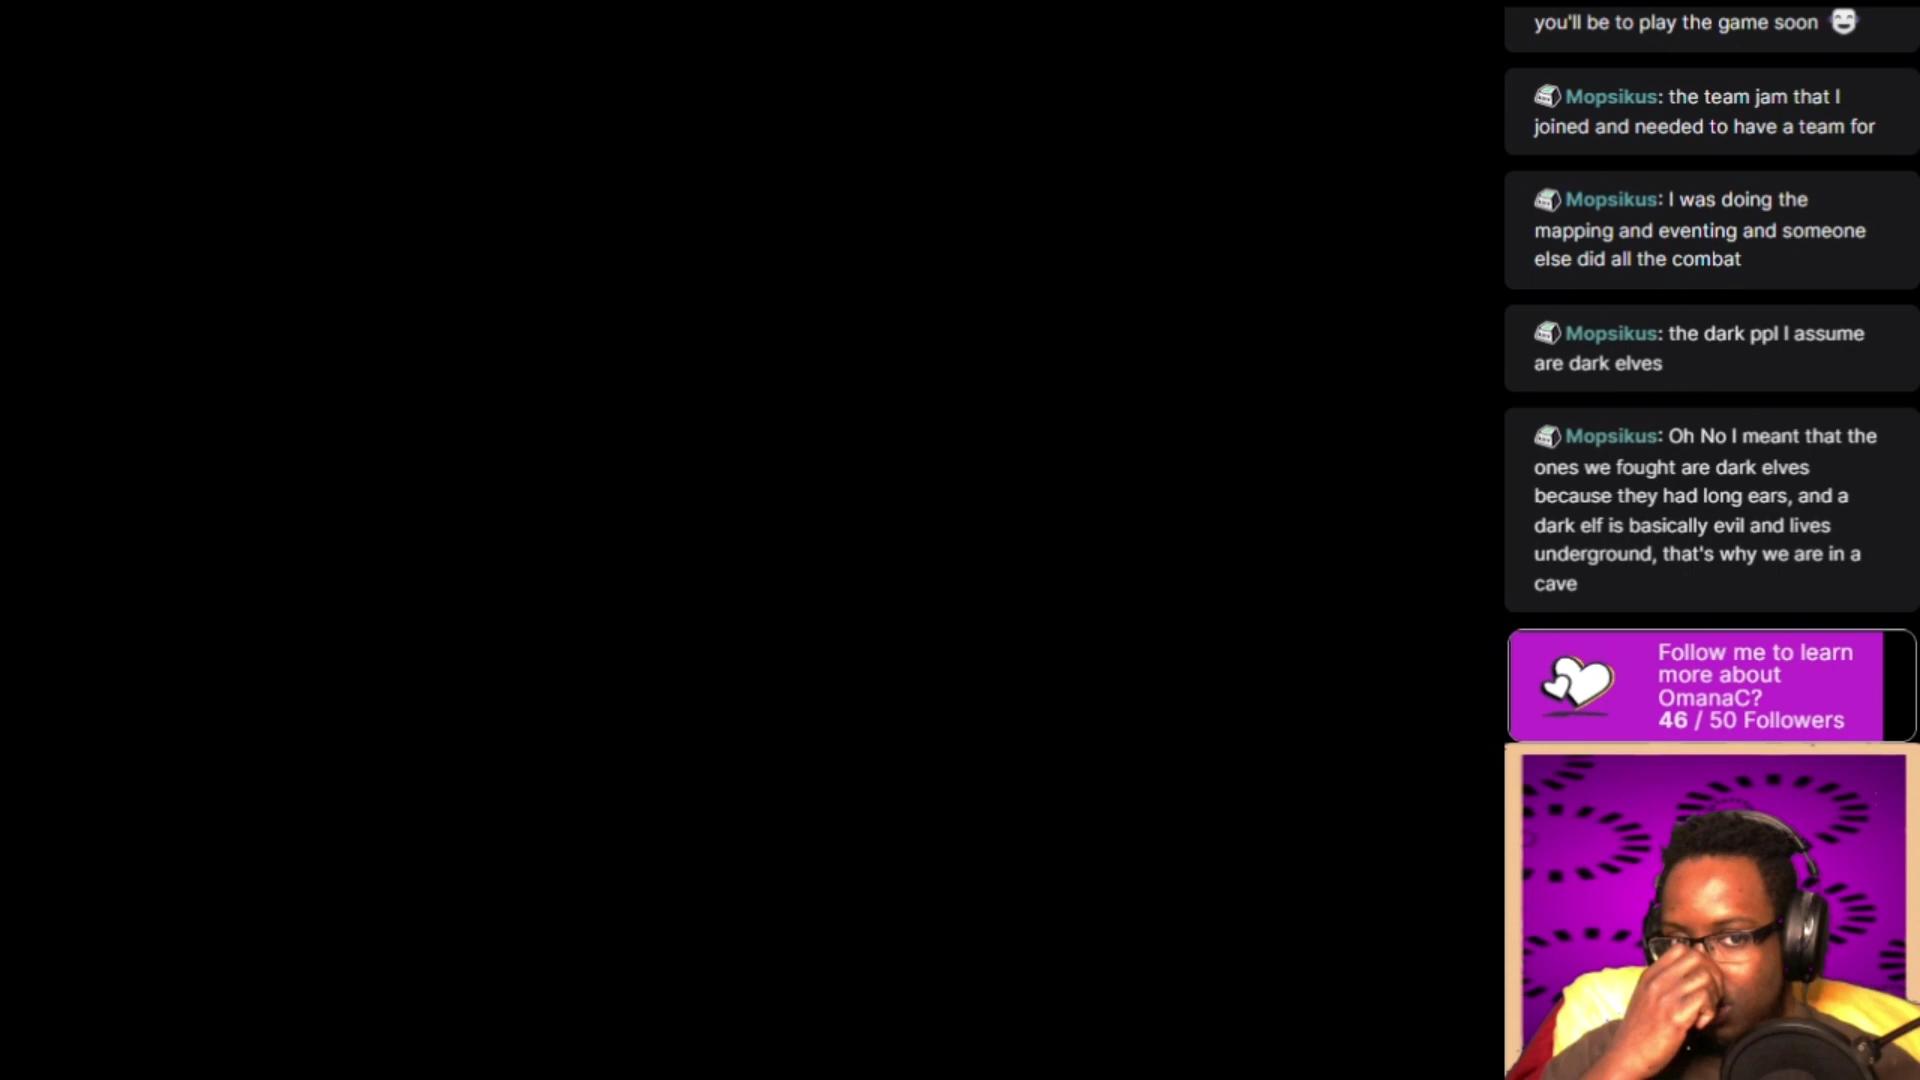 you'll be to play the game soon
Mopsikus: the team jam that I
joined and needed to have a team for
Mopsikus: I was doing the
mapping and eventing and someone
else did all the combat
Mopsikus: the dark ppl I assume
are dark elves
Mopsikus: Oh No I meant that the
ones we fought are dark elves
because they had long ears, and a
dark elf is basically evil and lives
underground, that's why we are in a
cave
Follow me to learn
more about
OmanaC?
46 / 50 Followers